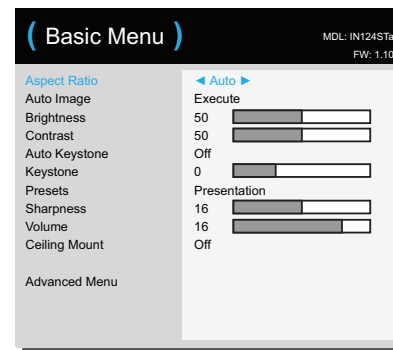 ( Basic Menu )
MDL: IN124STa
FW: 1.10
Aspect Ratio ◄ Auto ►
Auto Image Execute
Brightness 50
Contrast 50
Auto Keystone Off
Keystone 0
Presets Presentation
Sharpness 16
Volume 16
Ceiling Mount Off
Advanced Menu